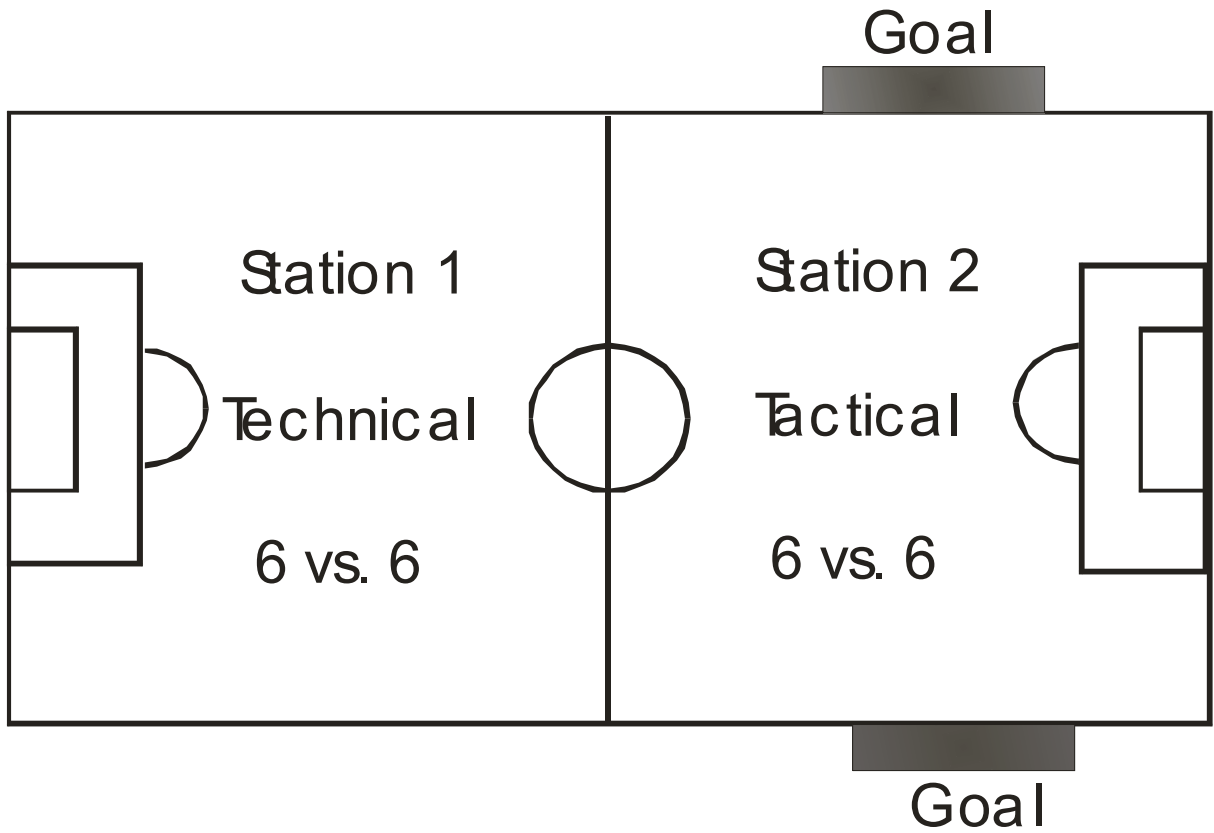 Goal
Station 1
Technical
6 vs. 6
Station 2
Tactical
6 vs. 6
Goal